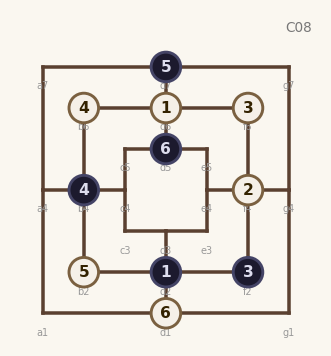 C08
5
a7 d7 g7
4 1 3
b6 d6 f6
6
c5 d5 e5
4 2
a4 b4 c4 e4 f4 g4
c3 d3 e3
5 1 3
b2 d2 f2
6
a1 d1 g1